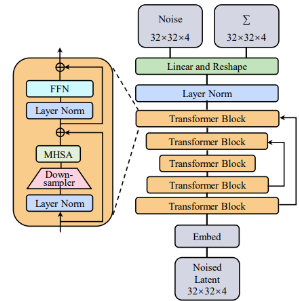 Noise
32×32×4
∑
32×32×4
Linear and Reshape
Layer Norm
Transformer Block
Transformer Block
Transformer Block
Transformer Block
Transformer Block
Embed
Noised
Latent
32×32×4
FFN
Layer Norm
MHSA
Down-
sampler
Layer Norm